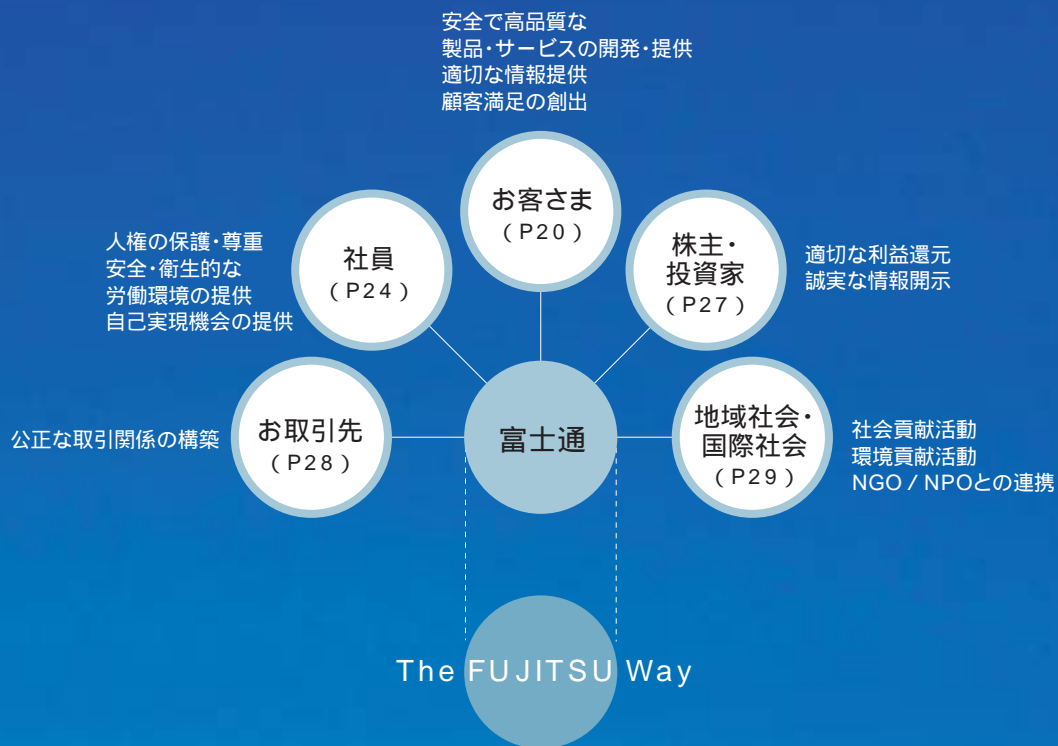 安全で高品質な
製品・サービスの開発・提供
適切な情報提供
顧客満足の創出
お客さま
(P20)
人権の保護・尊重
安全・衛生的な
労働環境の提供
自己実現機会の提供
社員
(P24)
株主・
投資家
(P27)
適切な利益還元
誠実な情報開示
公正な取引関係の構築
お取引先
(P28)
富士通
地域社会・
国際社会
(P29)
社会貢献活動
環境貢献活動
NGO/NPOとの連携
The FUJITSU Way